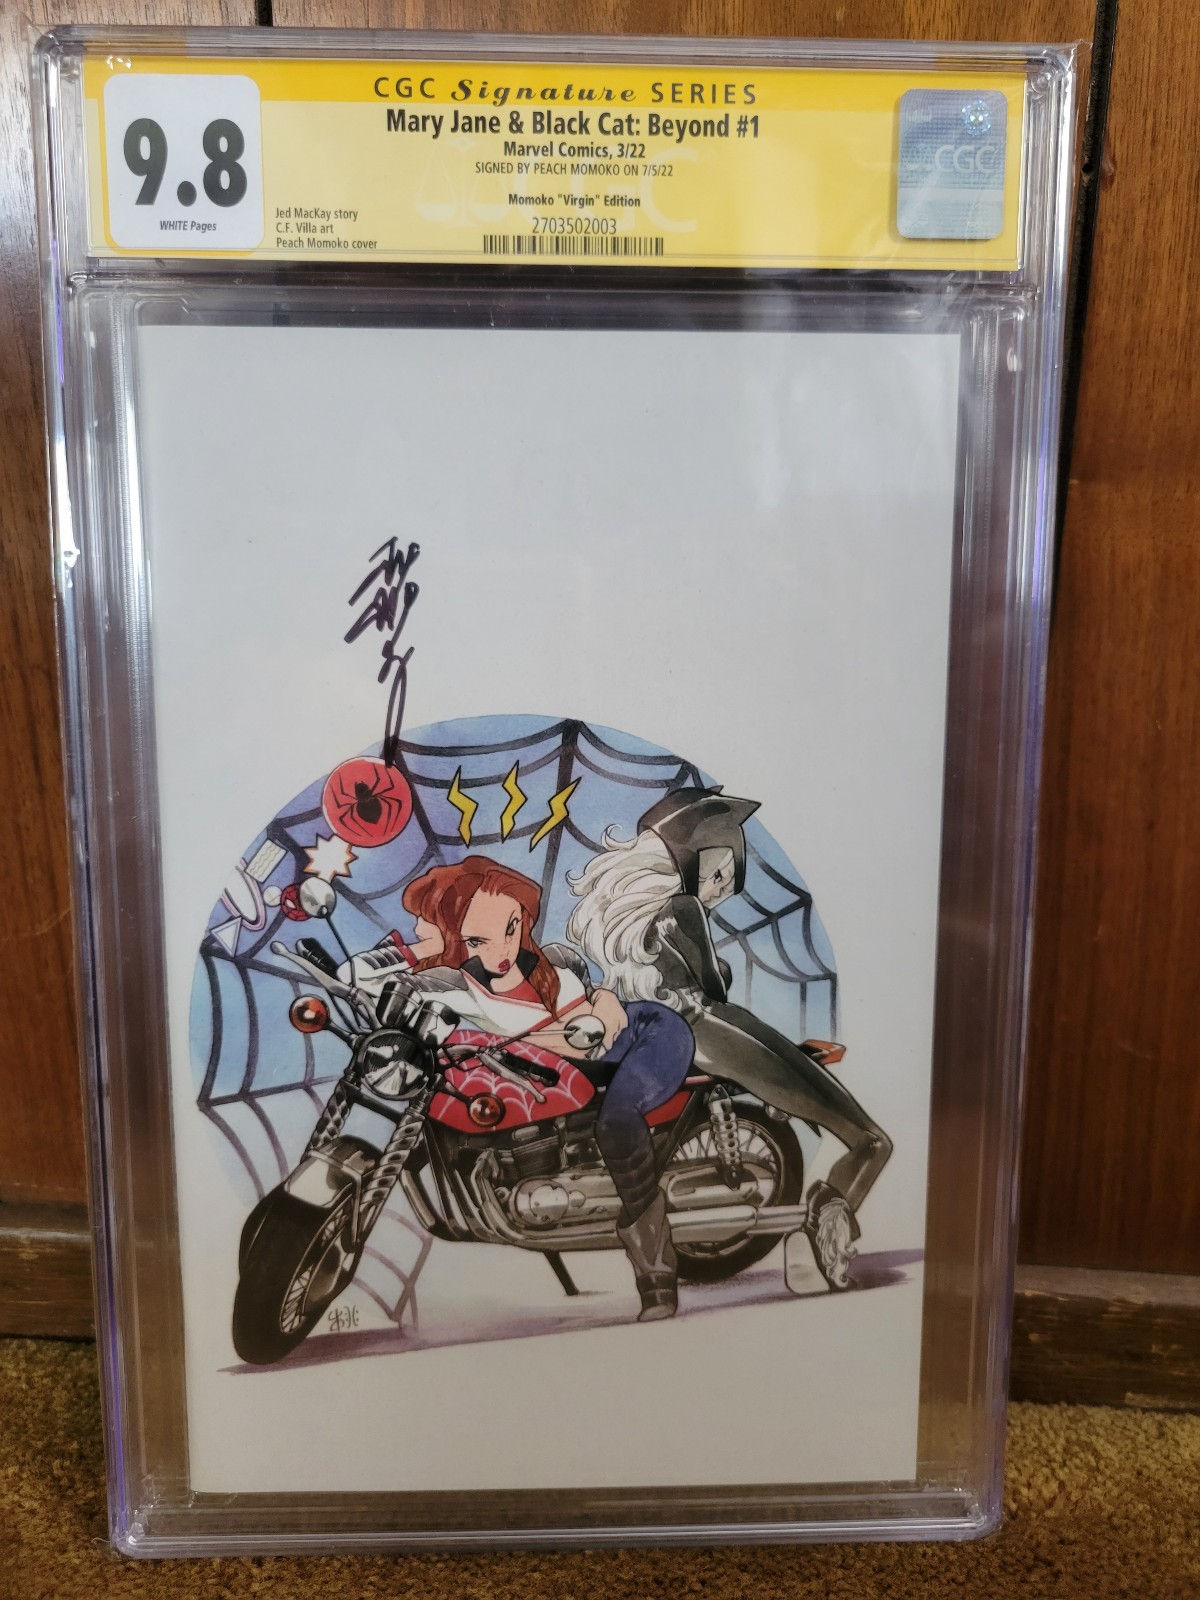 CGC Signature SERIES
Mary Jane & Black Cat: Beyond #1
Marvel Comics, 3/22
SIGNED BY PEACH MOMOKO ON 7/5/22
Momoko "Virgin" Edition
2703502003
9.8
WHITE Pages
Jed MacKay story
C.F. Villa art
Peach Momoko cover
CGC
CGC